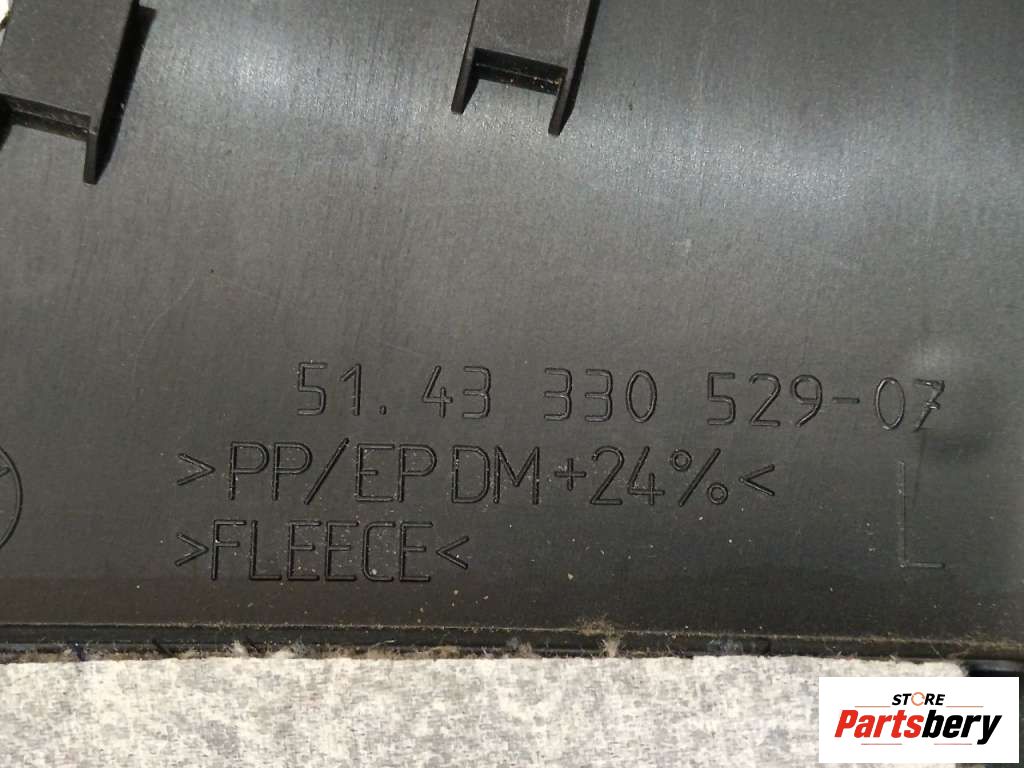 51.43 330 529-07
>PP/EPDM+24%<
L
>FLEECE<
STORE
Partsbery